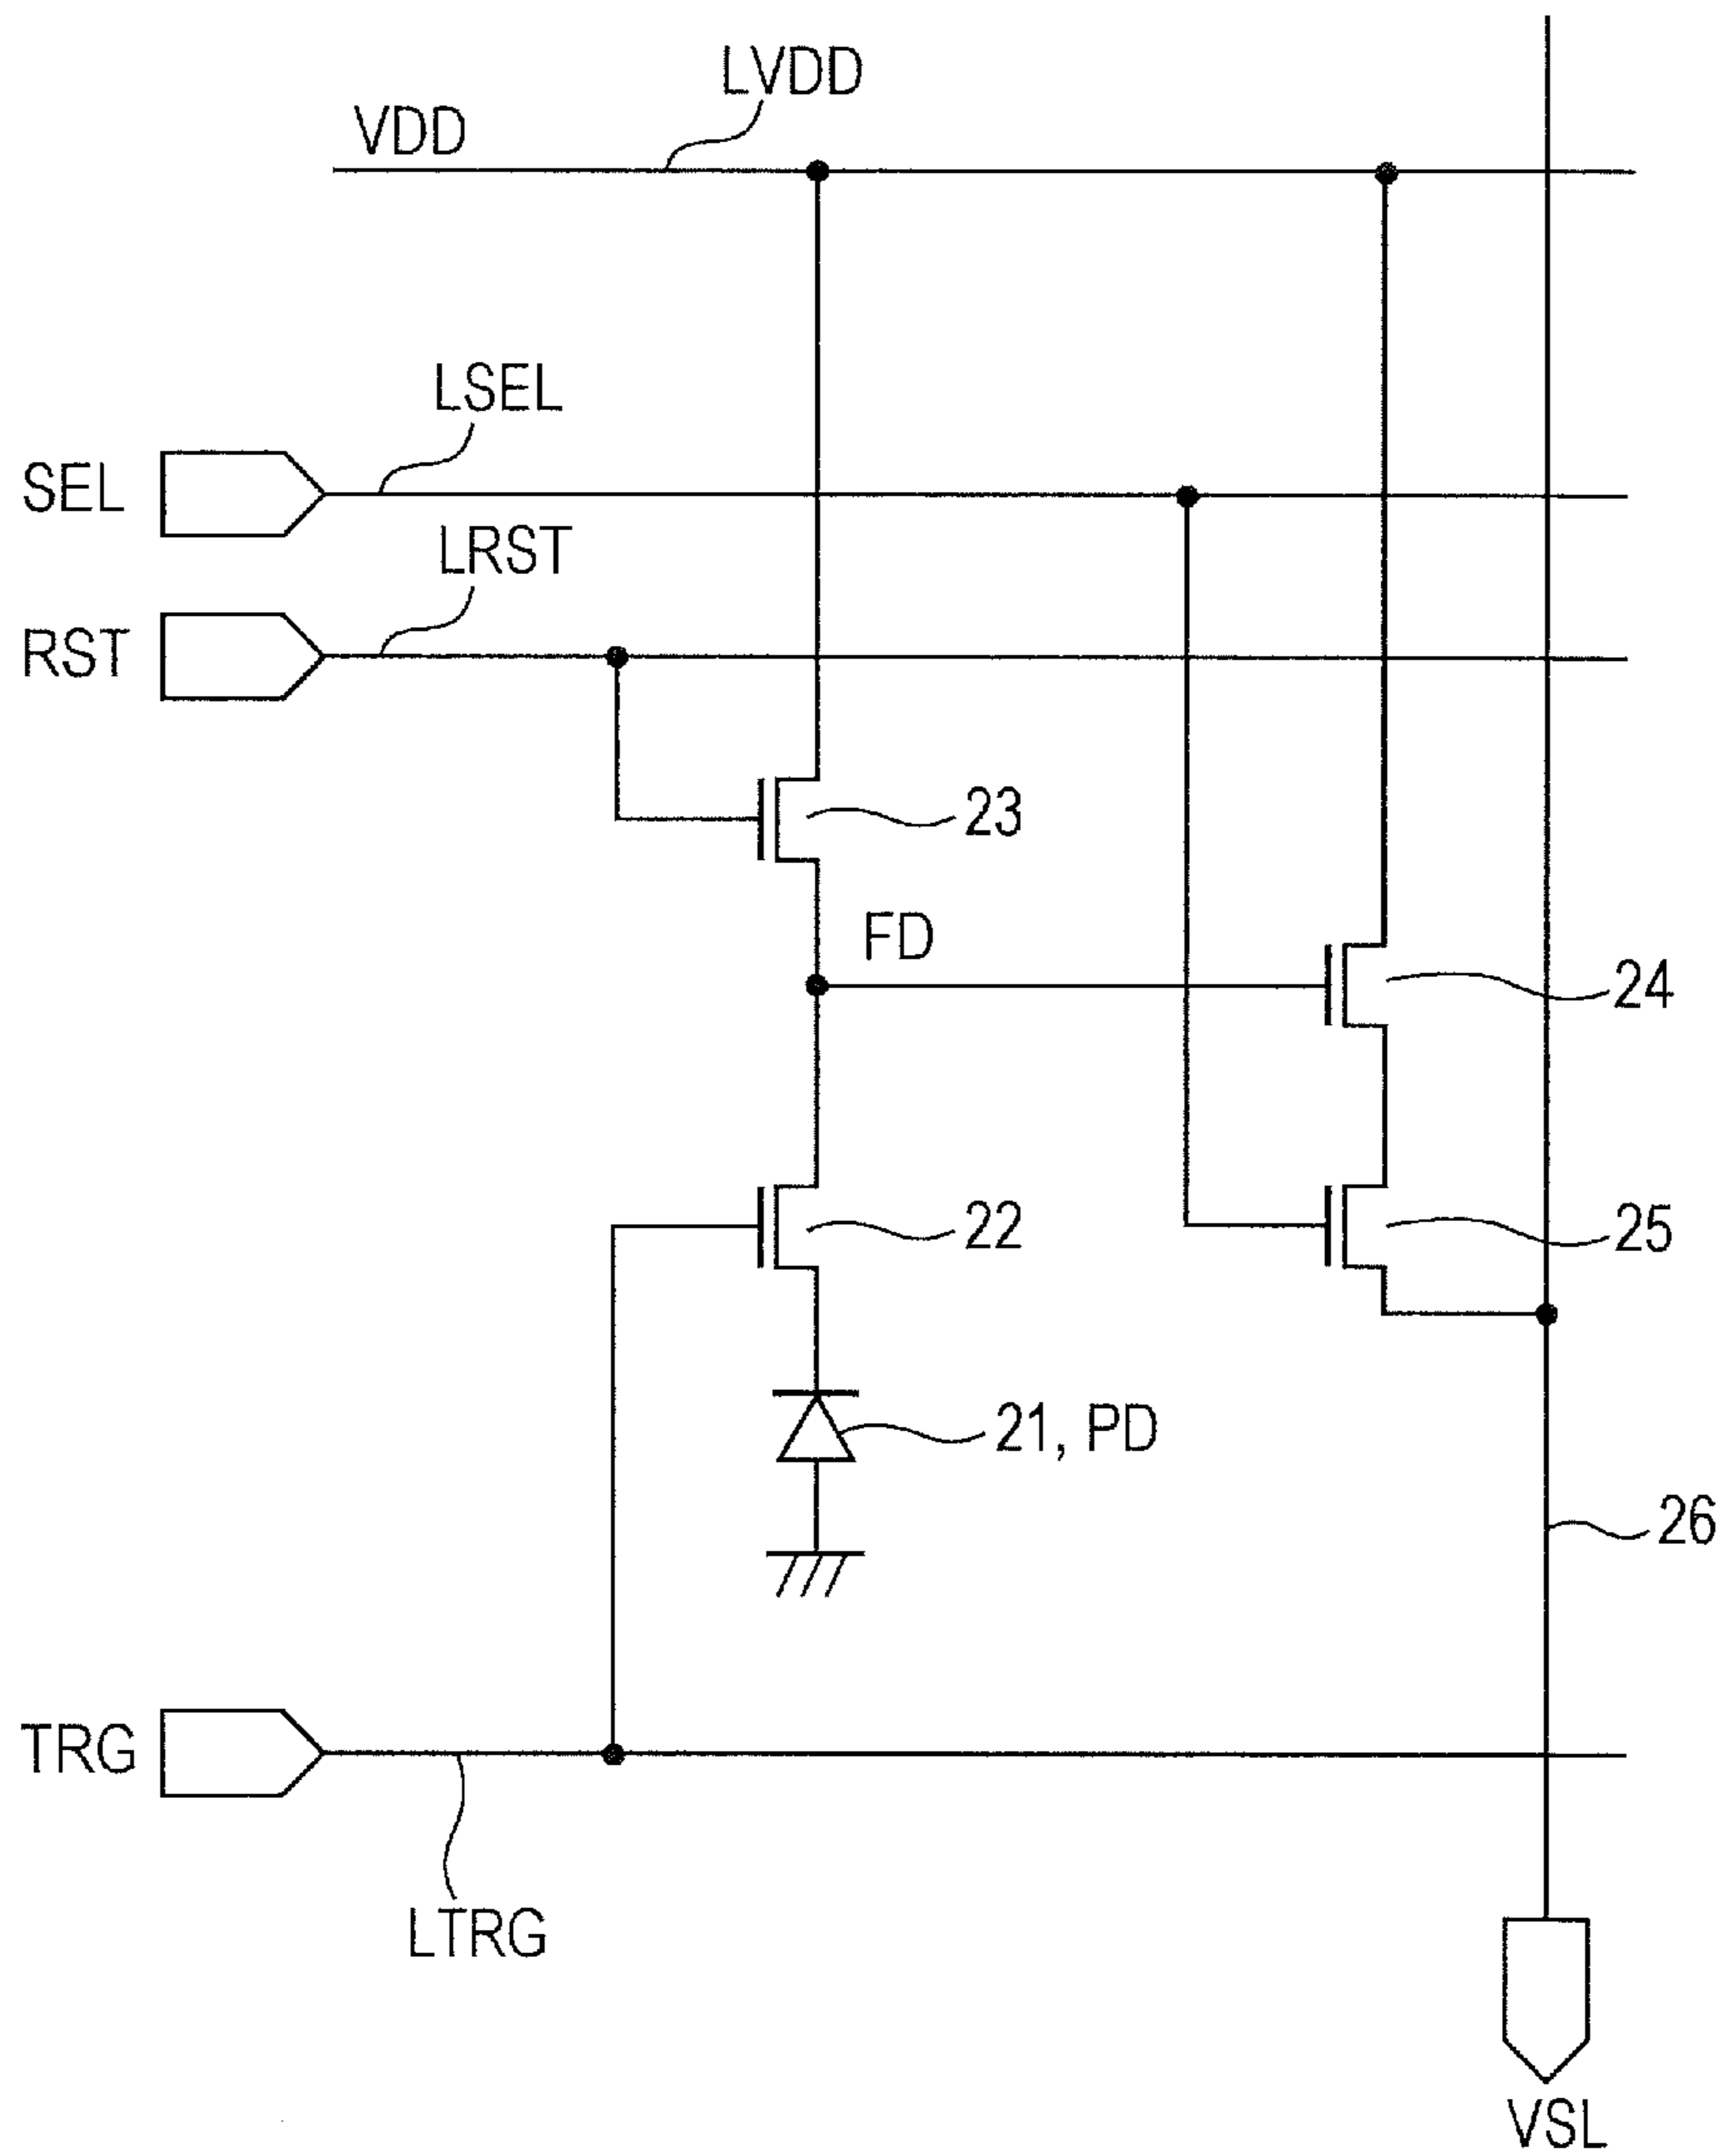 LVDD
VDD
LSEL
SEL
LRST
RST
23
FD
24
22
25
21, PD
26
TRG
LTRG
VSL